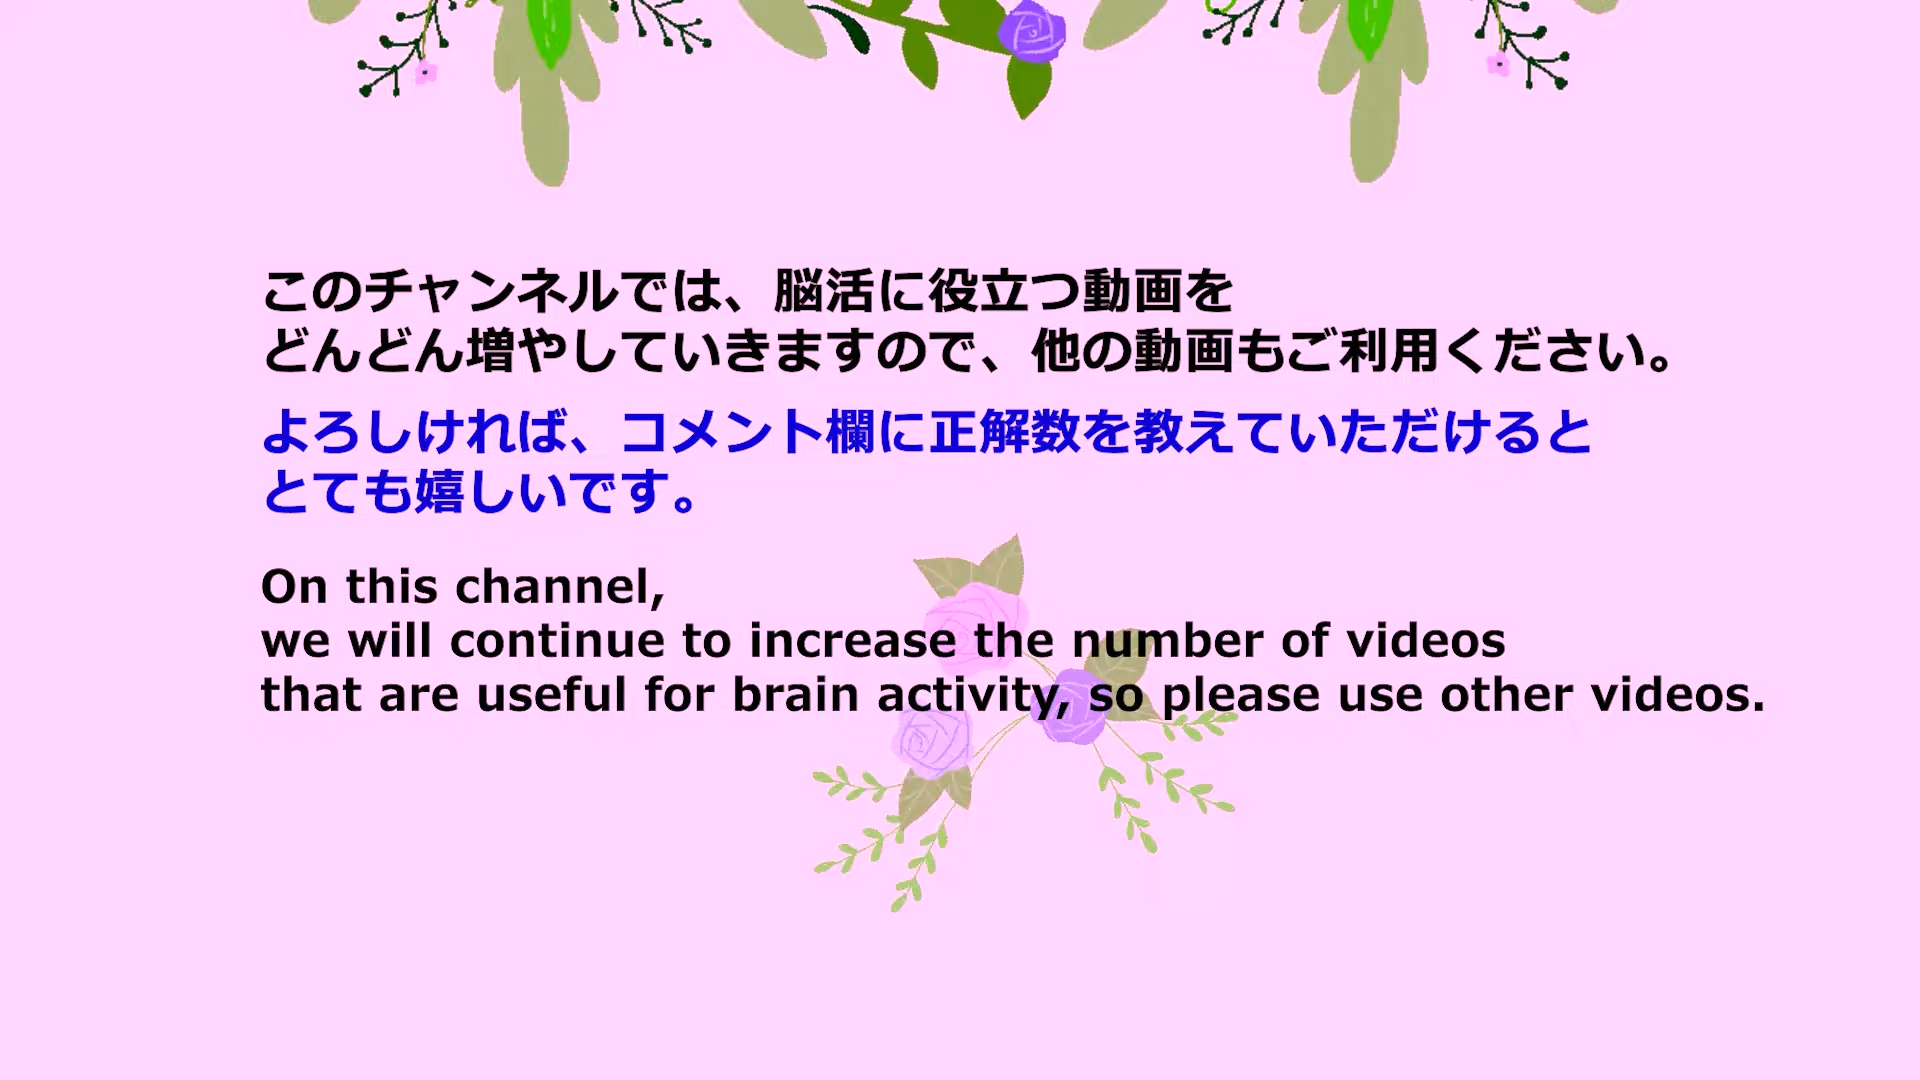 このチャンネルでは、脳活に役立つ動画を
どんどん増やしていきますので、他の動画もご利用ください。
よろしければ、コメント欄に正解数を教えていただけると
とても嬉しいです。
On this channel,
we will continue to increase the number of videos
that are useful for brain activity, so please use other videos.